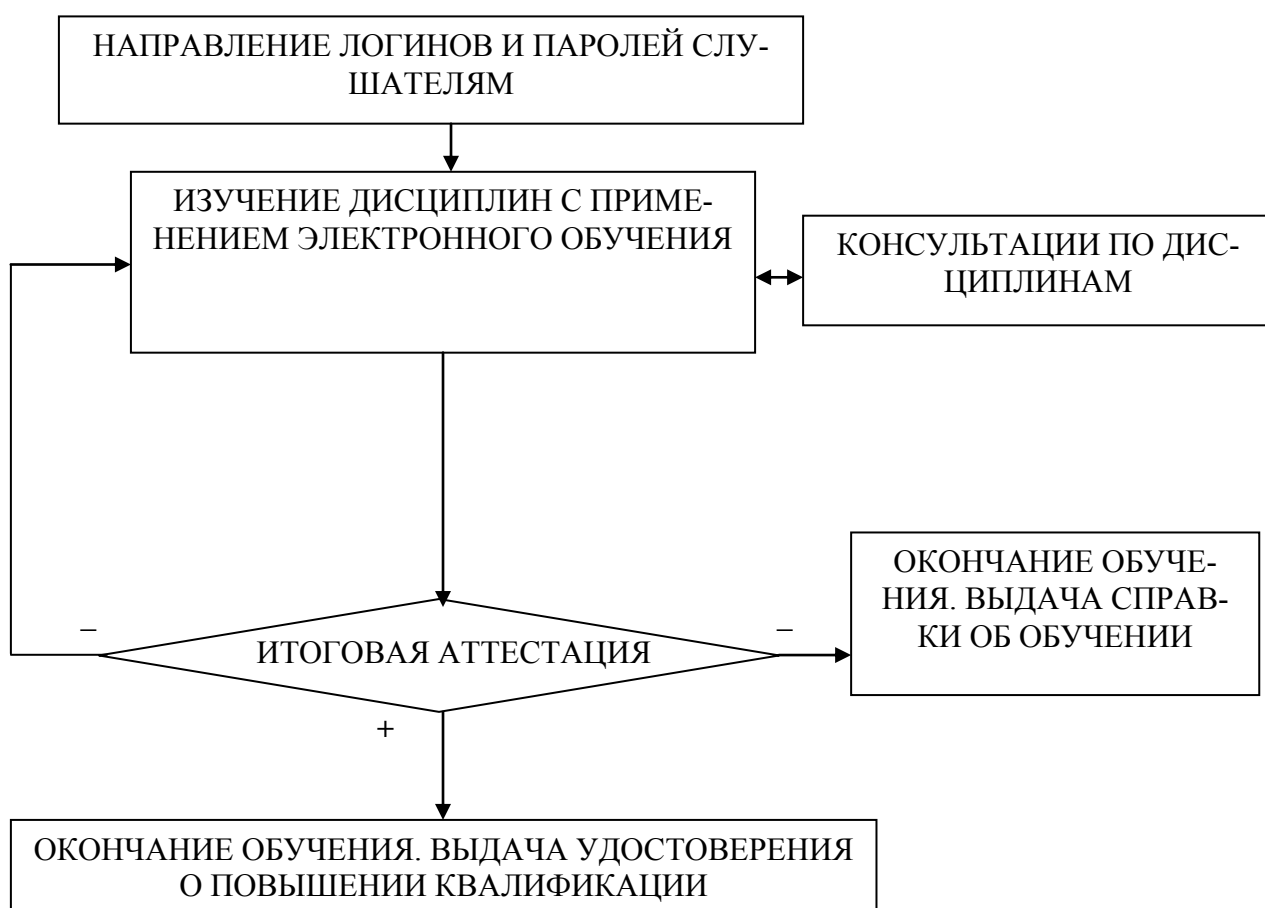 НАПРАВЛЕНИЕ ЛОГИНОВ И ПАРОЛЕЙ СЛУ-
ШАТЕЛЯМ
ИЗУЧЕНИЕ ДИСЦИПЛИН С ПРИМЕ-
НЕНИЕМ ЭЛЕКТРОННОГО ОБУЧЕНИЯ
КОНСУЛЬТАЦИИ ПО ДИС-
ЦИПЛИНАМ
ОКОНЧАНИЕ ОБУЧЕ-
НИЯ. ВЫДАЧА СПРАВ-
КИ ОБ ОБУЧЕНИИ
–
–
ИТОГОВАЯ АТТЕСТАЦИЯ
+
ОКОНЧАНИЕ ОБУЧЕНИЯ. ВЫДАЧА УДОСТОВЕРЕНИЯ
О ПОВЫШЕНИИ КВАЛИФИКАЦИИ